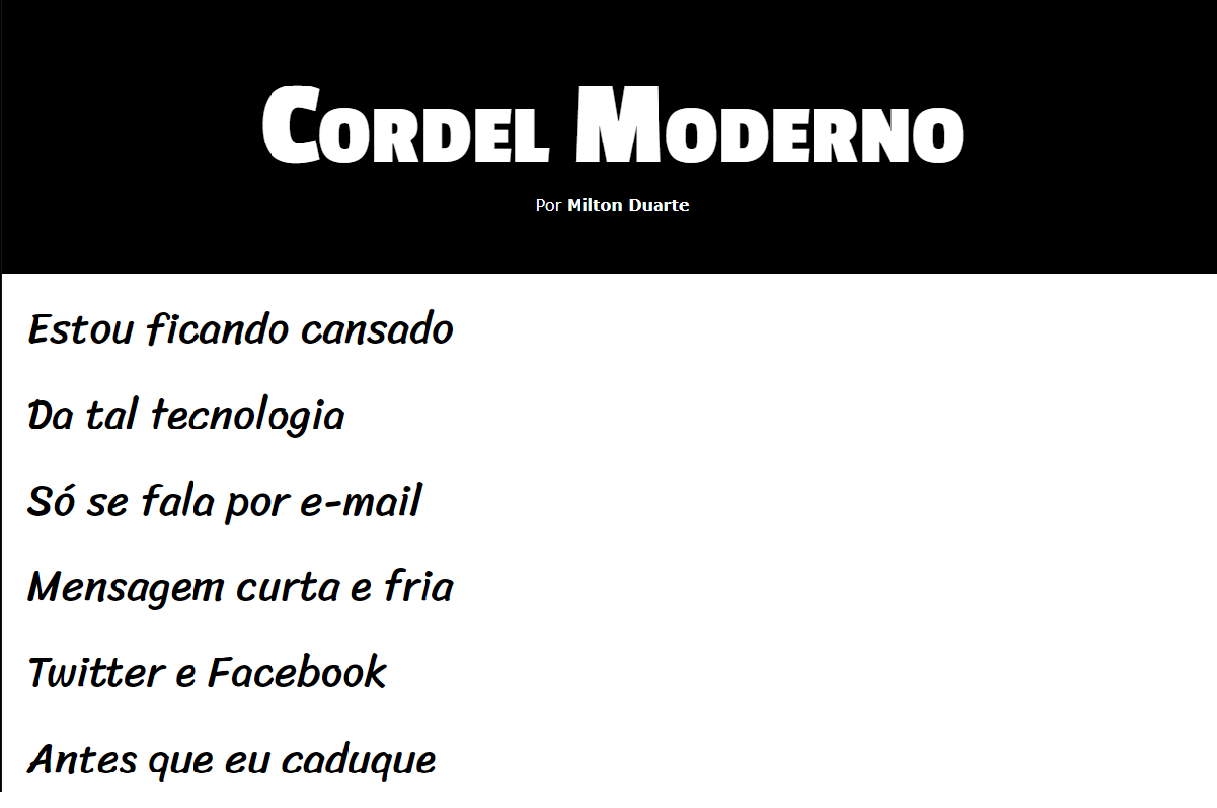 Cordel Moderno
Por Milton Duarte
Estou ficando cansado
Da tal tecnologia
Só se fala por e-mail
Mensagem curta e fria
Twitter e Facebook
Antes que eu caduque